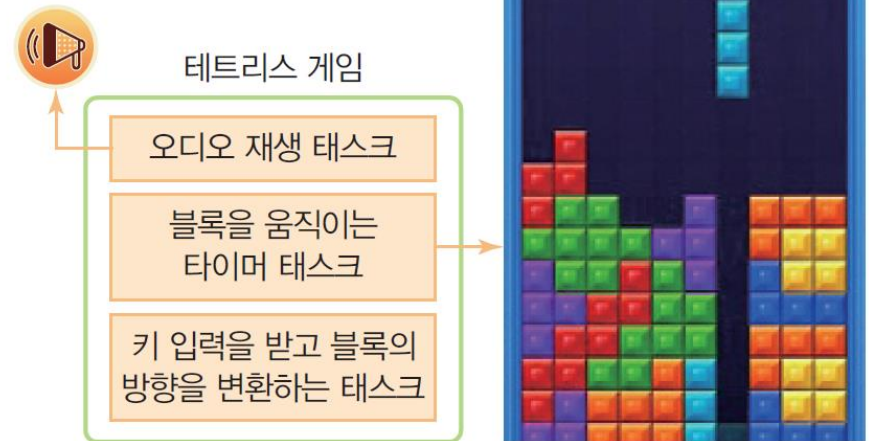 테트리스 게임
오디오 재생 태스크
블록을 움직이는
타이머 태스크
키 입력을 받고 블록의
방향을 변환하는 태스크